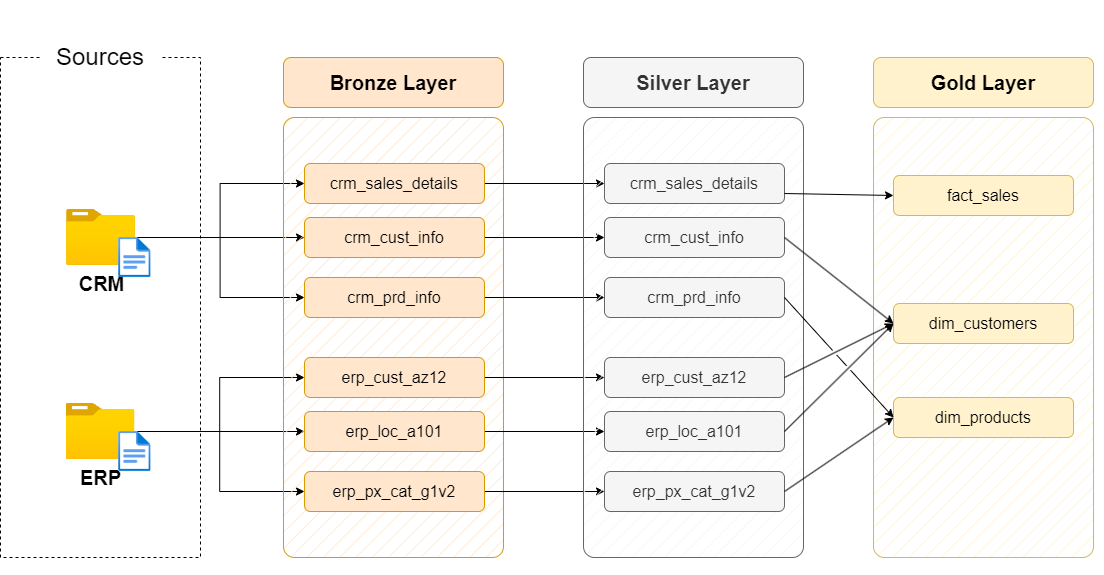 Sources
Bronze Layer
Silver Layer
Gold Layer
crm_sales_details
crm_sales_details
fact_sales
crm_cust_info
crm_cust_info
CRM
crm_prd_info
crm_prd_info
dim_customers
erp_cust_az12
erp_cust_az12
dim_products
erp_loc_a101
erp_loc_a101
ERP
erp_px_cat_g1v2
erp_px_cat_g1v2